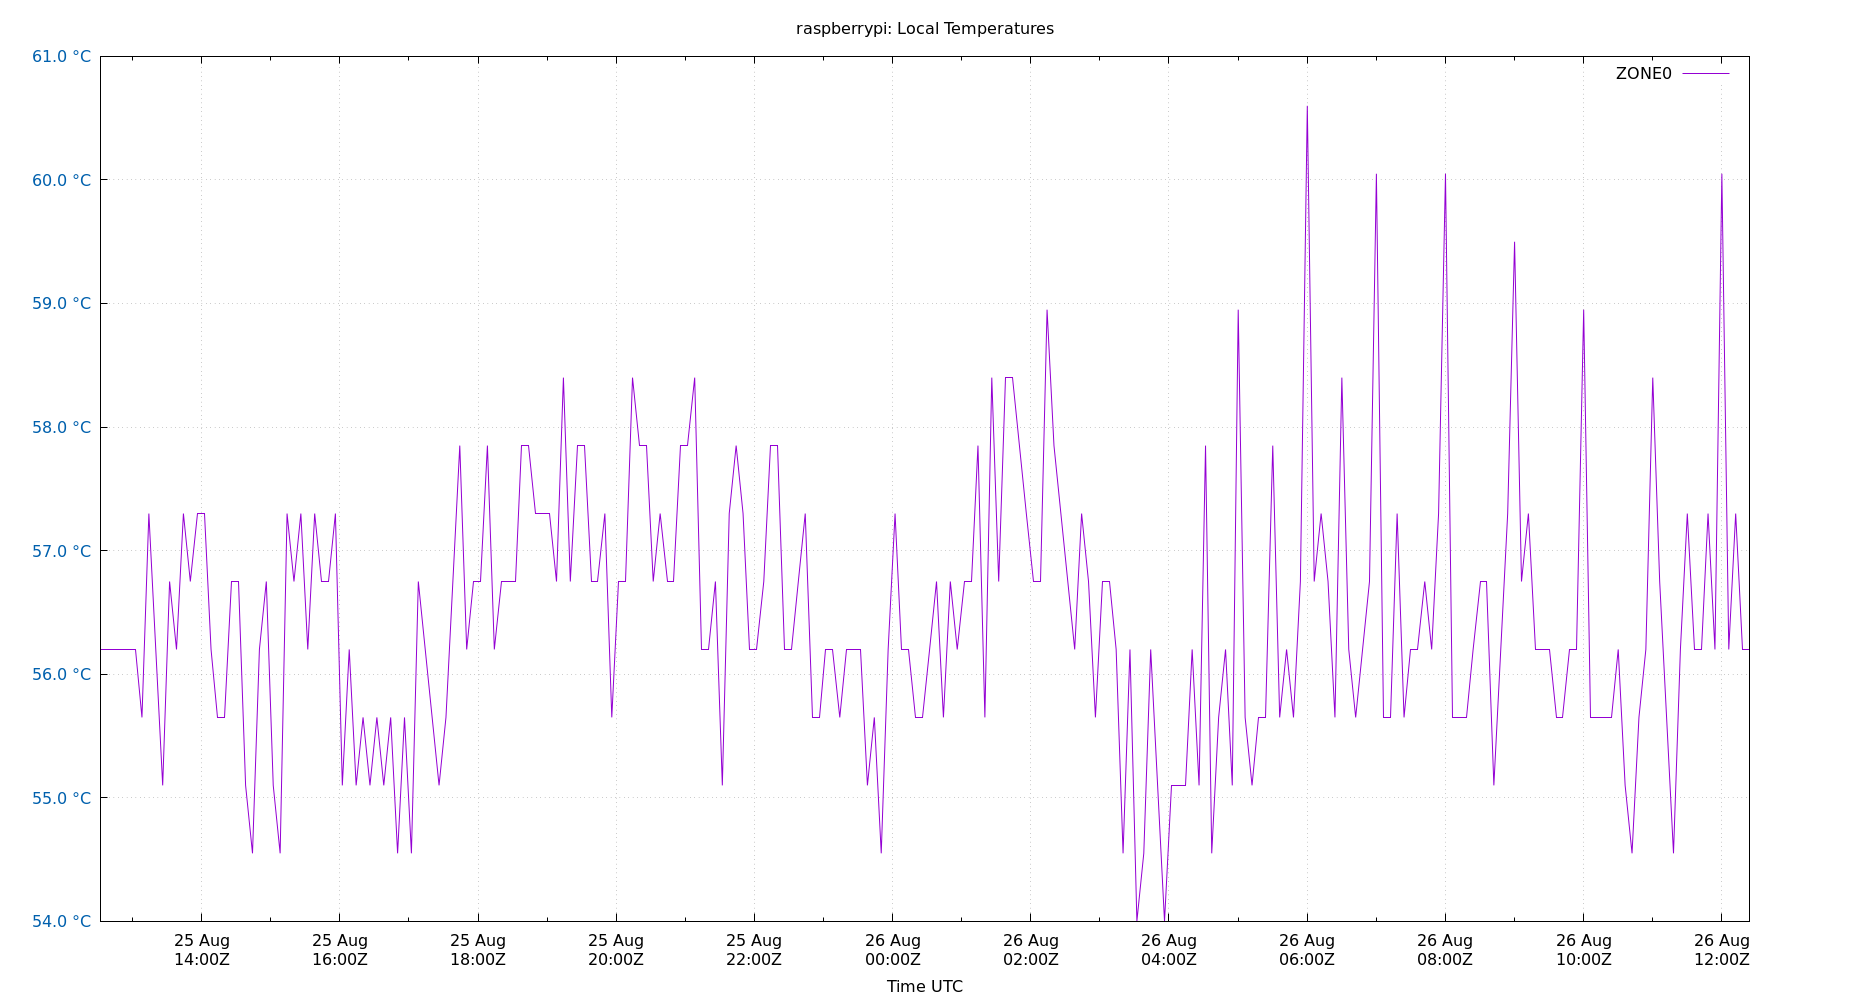 raspberrypi: Local Temperatures
ZONE0
61.0 °C
60.0 °C
59.0 °C
58.0 °C
57.0 °C
56.0 °C
55.0 °C
54.0 °C
25 Aug 25 Aug 25 Aug 25 Aug 25 Aug 26 Aug 26 Aug 26 Aug 26 Aug 26 Aug 26 Aug 26 Aug
14:00Z 16:00Z 18:00Z 20:00Z 22:00Z 00:00Z 02:00Z 04:00Z 06:00Z 08:00Z 10:00Z 12:00Z
Time UTC